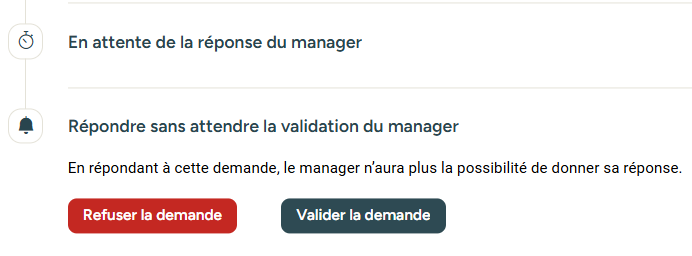 En attente de la réponse du manager
Répondre sans attendre la validation du manager
En répondant à cette demande, le manager n’aura plus la possibilité de donner sa réponse.
Refuser la demande
Valider la demande